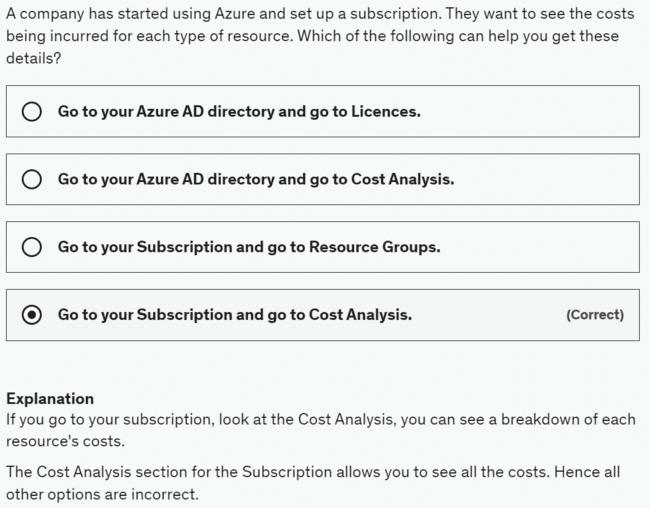 A company has started using Azure and set up a subscription. They want to see the costs
being incurred for each type of resource. Which of the following can help you get these
details?
Go to your Azure AD directory and go to Licences.
Go to your Azure AD directory and go to Cost Analysis.
Go to your Subscription and go to Resource Groups.
Go to your Subscription and go to Cost Analysis. (Correct)
Explanation
If you go to your subscription, look at the Cost Analysis, you can see a breakdown of each
resource's costs.
The Cost Analysis section for the Subscription allows you to see all the costs. Hence all
other options are incorrect.